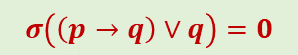 σ((p → q) ∨ q) = 0